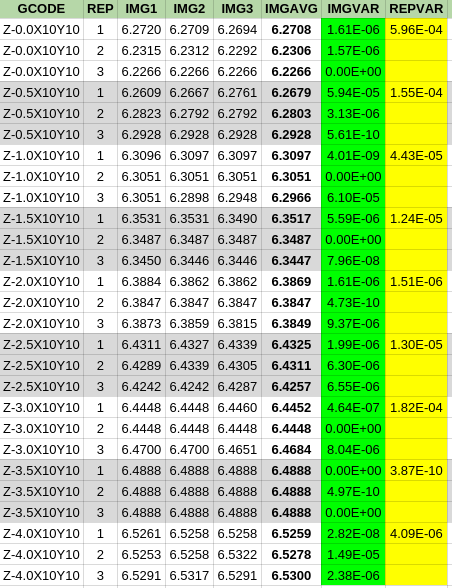 GCODE REP IMG1 IMG2 IMG3 IMGAVG IMGVAR REPVAR
Z-0.0X10Y10 1 6.2720 6.2709 6.2694 6.2708 1.61E-06 5.96E-04
Z-0.0X10Y10 2 6.2315 6.2312 6.2292 6.2306 1.57E-06
Z-0.0X10Y10 3 6.2266 6.2266 6.2266 6.2266 0.00E+00
Z-0.5X10Y10 1 6.2609 6.2667 6.2761 6.2679 5.94E-05 1.55E-04
Z-0.5X10Y10 2 6.2823 6.2792 6.2792 6.2803 3.13E-06
Z-0.5X10Y10 3 6.2928 6.2928 6.2928 6.2928 5.61E-10
Z-1.0X10Y10 1 6.3096 6.3097 6.3097 6.3097 4.01E-09 4.43E-05
Z-1.0X10Y10 2 6.3051 6.3051 6.3051 6.3051 0.00E+00
Z-1.0X10Y10 3 6.3051 6.2898 6.2948 6.2966 6.10E-05
Z-1.5X10Y10 1 6.3531 6.3531 6.3490 6.3517 5.59E-06 1.24E-05
Z-1.5X10Y10 2 6.3487 6.3487 6.3487 6.3487 0.00E+00
Z-1.5X10Y10 3 6.3450 6.3446 6.3446 6.3447 7.96E-08
Z-2.0X10Y10 1 6.3884 6.3862 6.3862 6.3869 1.61E-06 1.51E-06
Z-2.0X10Y10 2 6.3847 6.3847 6.3847 6.3847 4.73E-10
Z-2.0X10Y10 3 6.3873 6.3859 6.3815 6.3849 9.37E-06
Z-2.5X10Y10 1 6.4311 6.4327 6.4339 6.4325 1.99E-06 1.30E-05
Z-2.5X10Y10 2 6.4289 6.4339 6.4305 6.4311 6.30E-06
Z-2.5X10Y10 3 6.4242 6.4242 6.4287 6.4257 6.55E-06
Z-3.0X10Y10 1 6.4448 6.4448 6.4460 6.4452 4.64E-07 1.82E-04
Z-3.0X10Y10 2 6.4448 6.4448 6.4448 6.4448 0.00E+00
Z-3.0X10Y10 3 6.4700 6.4700 6.4651 6.4684 8.04E-06
Z-3.5X10Y10 1 6.4888 6.4888 6.4888 6.4888 0.00E+00 3.87E-10
Z-3.5X10Y10 2 6.4888 6.4888 6.4888 6.4888 4.97E-10
Z-3.5X10Y10 3 6.4888 6.4888 6.4888 6.4888 0.00E+00
Z-4.0X10Y10 1 6.5261 6.5258 6.5258 6.5259 2.82E-08 4.09E-06
Z-4.0X10Y10 2 6.5253 6.5258 6.5322 6.5278 1.49E-05
Z-4.0X10Y10 3 6.5291 6.5317 6.5291 6.5300 2.38E-06